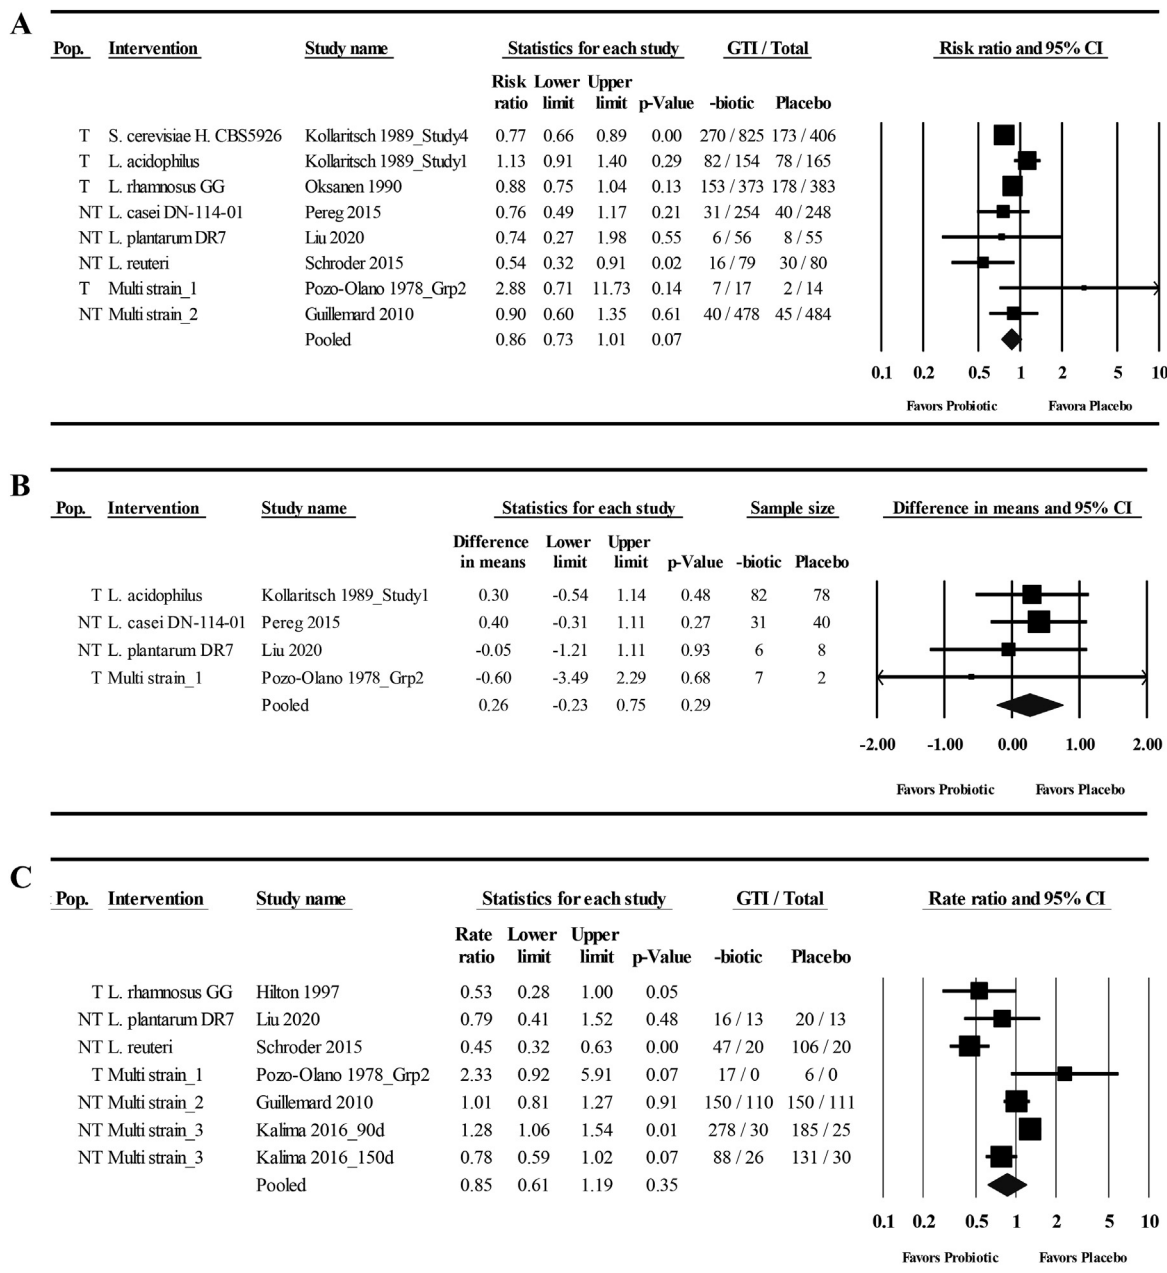 A
Pop. Intervention Study name Statistics for each study GTI / Total Risk ratio and 95% CI
Risk Lower Upper
ratio limit limit p-Value -biotic Placebo
T S. cerevisiae H. CBS5926 Kollaritsch 1989_Study4 0.77 0.66 0.89 0.00 270 / 825 173 / 406
T L. acidophilus Kollaritsch 1989_Study1 1.13 0.91 1.40 0.29 82 / 154 78 / 165
T L. rhamnosus GG Oksanen 1990 0.88 0.75 1.04 0.13 153 / 373 178 / 383
NT L. casei DN-114-01 Pereg 2015 0.76 0.49 1.17 0.21 31 / 254 40 / 248
NT L. plantarum DR7 Liu 2020 0.74 0.27 1.98 0.55 6 / 56 8 / 55
NT L. reuteri Schroder 2015 0.54 0.32 0.91 0.02 16 / 79 30 / 80
T Multi strain_1 Pozo-Olano 1978_Grp2 2.88 0.71 11.73 0.14 7 / 17 2 / 14
NT Multi strain_2 Guillemard 2010 0.90 0.60 1.35 0.61 40 / 478 45 / 484
Pooled 0.86 0.73 1.01 0.07
0.1 0.2 0.5 1 2 5 10
Favors Probiotic Favora Placebo
B
Pop. Intervention Study name Statistics for each study Sample size Difference in means and 95% CI
Difference Lower Upper
in means limit limit p-Value -biotic Placebo
T L. acidophilus Kollaritsch 1989_Study1 0.30 -0.54 1.14 0.48 82 78
NT L. casei DN-114-01 Pereg 2015 0.40 -0.31 1.11 0.27 31 40
NT L. plantarum DR7 Liu 2020 -0.05 -1.21 1.11 0.93 6 8
T Multi strain_1 Pozo-Olano 1978_Grp2 -0.60 -3.49 2.29 0.68 7 2
Pooled 0.26 -0.23 0.75 0.29
-2.00 -1.00 0.00 1.00 2.00
Favors Probiotic Favors Placebo
C
Pop. Intervention Study name Statistics for each study GTI / Total Rate ratio and 95% CI
Rate Lower Upper
ratio limit limit p-Value -biotic Placebo
T L. rhamnosus GG Hilton 1997 0.53 0.28 1.00 0.05
NT L. plantarum DR7 Liu 2020 0.79 0.41 1.52 0.48 16 / 13 20 / 13
NT L. reuteri Schroder 2015 0.45 0.32 0.63 0.00 47 / 20 106 / 20
T Multi strain_1 Pozo-Olano 1978_Grp2 2.33 0.92 5.91 0.07 17 / 0 6 / 0
NT Multi strain_2 Guillemard 2010 1.01 0.81 1.27 0.91 150 / 110 150 / 111
NT Multi strain_3 Kalima 2016_90d 1.28 1.06 1.54 0.01 278 / 30 185 / 25
NT Multi strain_3 Kalima 2016_150d 0.78 0.59 1.02 0.07 88 / 26 131 / 30
Pooled 0.85 0.61 1.19 0.35
0.1 0.2 0.5 1 2 5 10
Favors Probiotic Favors Placebo